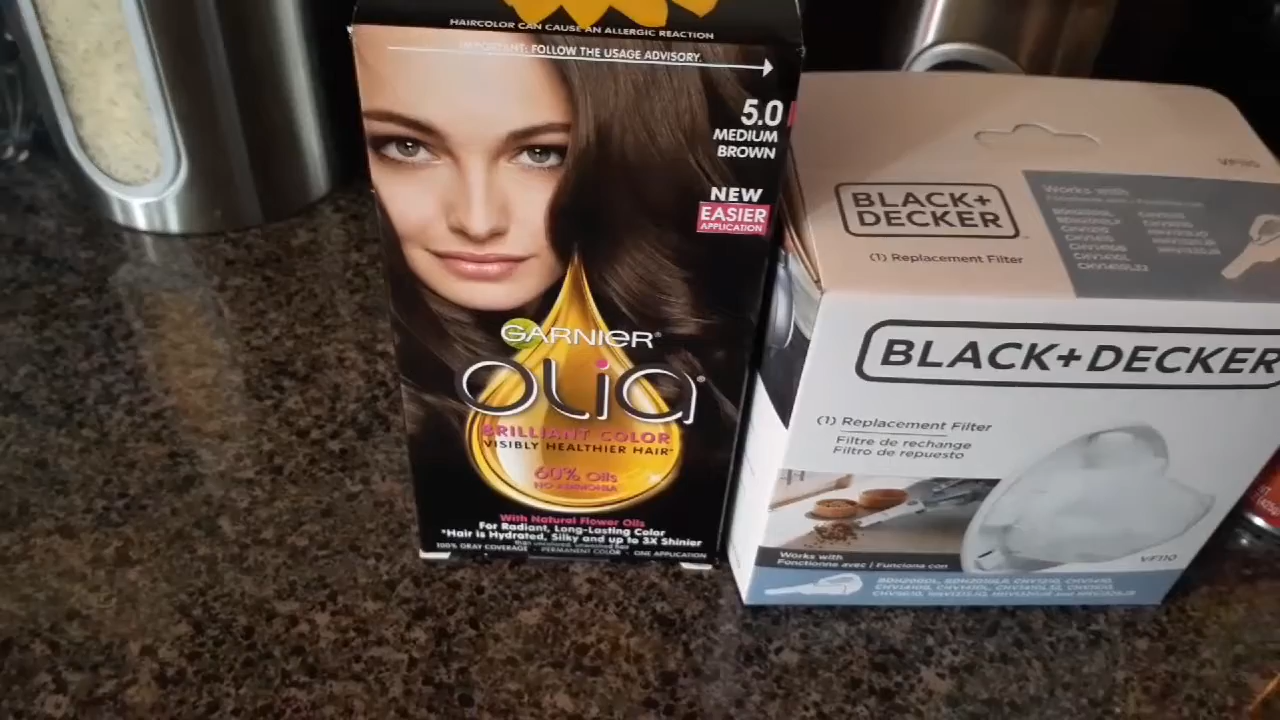 HAIRCOLOR CAN CAUSE AN ALLERGIC REACTION
IMPORTANT: FOLLOW THE USAGE ADVISORY.
5.0
MEDIUM
BROWN
NEW
EASIER
APPLICATION
GARNIER®
OLIA®
BRILLIANT COLOR
VISIBLY HEALTHIER HAIR*
60% Oils
NO AMMONIA
With Natural Flower Oils
For Radiant, Long-Lasting Color
*Hair is Hydrated, Silky and up to 3X Shinier
100% GRAY COVERAGE - PERMANENT COLOR - ONE APPLICATION
VF110
BLACK+
DECKER
(1) Replacement Filter
Works with
BLACK+DECKER
(1) Replacement Filter
Filtre de rechange
Filtro de repuesto
VF110
Works with
Fonctionne avec | Funciona con